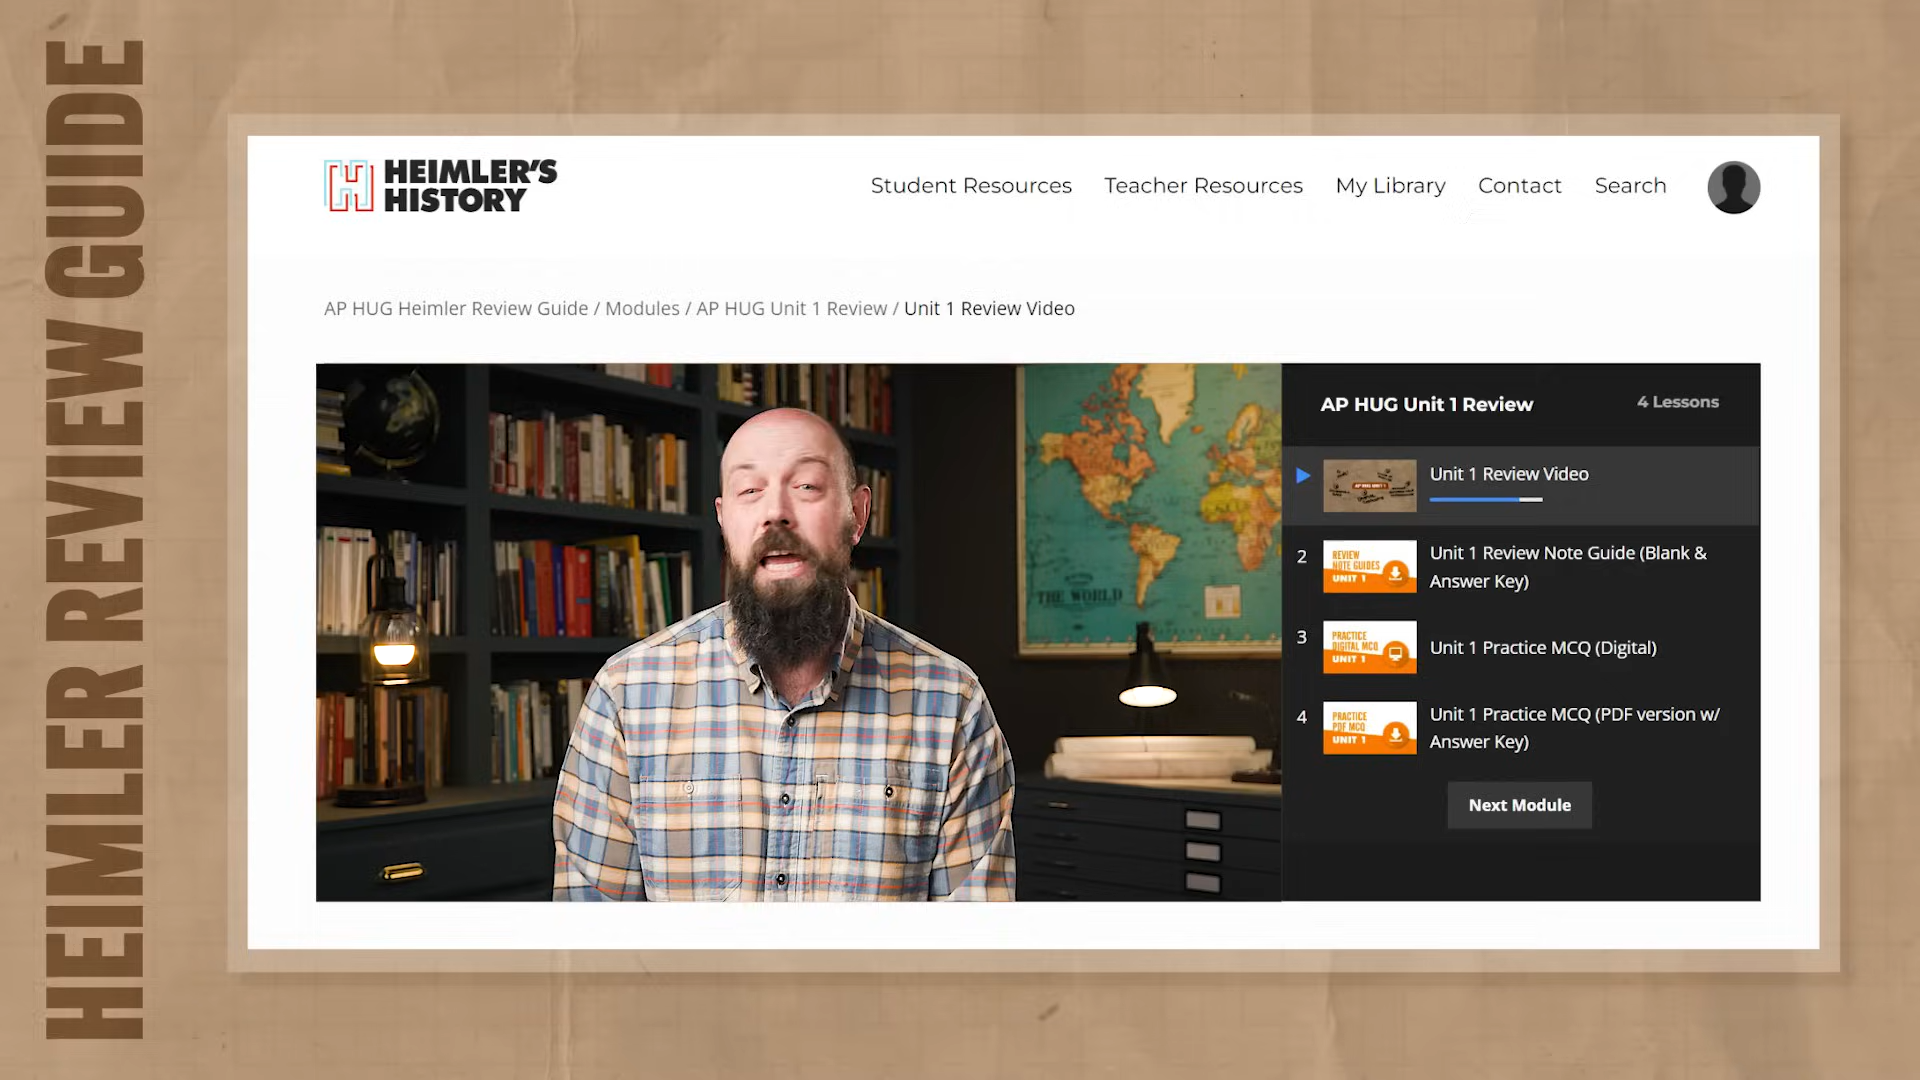 HEIMLER REVIEW GUIDE
HEIMLER'S
HISTORY
Student Resources
Teacher Resources
My Library
Contact
Search
AP HUG Heimler Review Guide / Modules / AP HUG Unit 1 Review / Unit 1 Review Video
THE WORLD
AP HUG Unit 1 Review
4 Lessons
AP HUG UNIT 1
Unit 1 Review Video
2
REVIEW
NOTE GUIDES
UNIT 1
Unit 1 Review Note Guide (Blank &
Answer Key)
3
PRACTICE
DIGITAL MCQ
UNIT 1
Unit 1 Practice MCQ (Digital)
4
PRACTICE
PDF MCQ
UNIT 1
Unit 1 Practice MCQ (PDF version w/
Answer Key)
Next Module